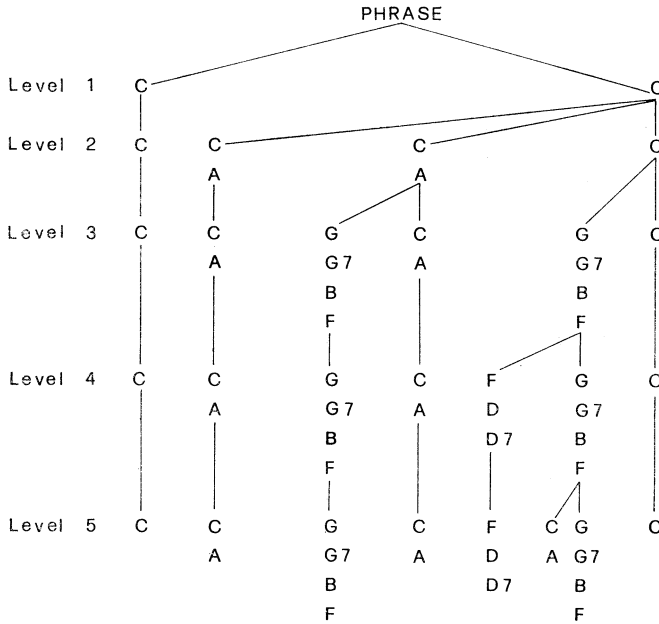 PHRASE
Level 1 C C
Level 2 C C C C
A A
Level 3 C C G C G C
A G7 A G7
B B
F F
Level 4 C C G C F G C
A G7 A D G7
B D7 B
F F
Level 5 C C G C F C G C
A G7 A D A G7
B D7 B
F F